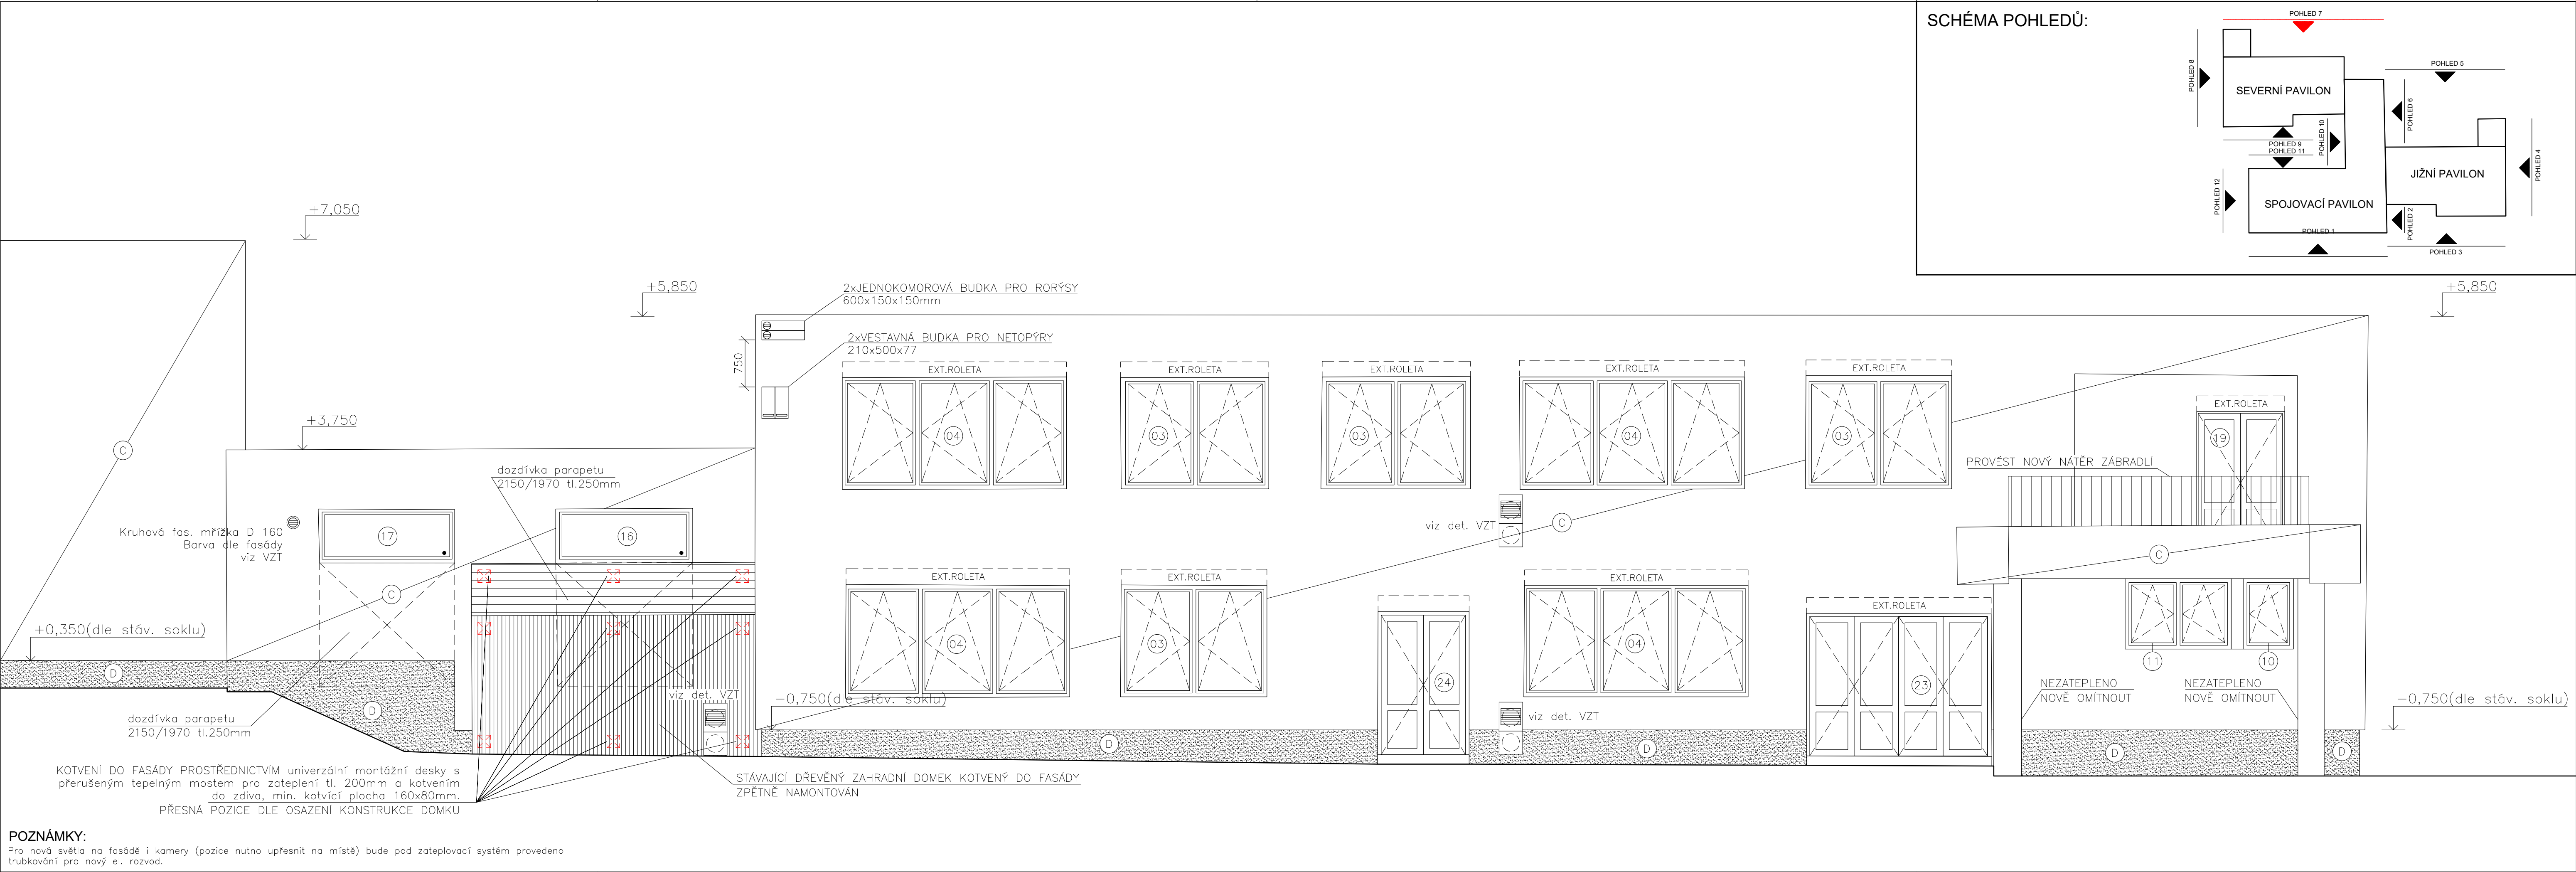 SCHÉMA POHLEDŮ:
POHLED 7
POHLED 8
SEVERNÍ PAVILON
POHLED 5
POHLED 6
POHLED 10
POHLED 9
POHLED 11
POHLED 4
JIŽNÍ PAVILON
POHLED 12
SPOJOVACÍ PAVILON
POHLED 2
POHLED 1
POHLED 3
+7,050
+5,850
+5,850
2xJEDNOKOMOROVÁ BUDKA PRO RORÝSY
600x150x150mm
2xVESTAVNÁ BUDKA PRO NETOPÝRY
210x500x77
750
EXT.ROLETA
EXT.ROLETA
EXT.ROLETA
EXT.ROLETA
EXT.ROLETA
EXT.ROLETA
+3,750
C
04
03
03
04
03
19
dozdívka parapetu
2150/1970 tl.250mm
PROVÉST NOVÝ NÁTĚR ZÁBRADLÍ
Kruhová fas. mřížka D 160
Barva dle fasády
viz VZT
17
16
viz det. VZT
C
C
EXT.ROLETA
EXT.ROLETA
EXT.ROLETA
EXT.ROLETA
C
+0,350(dle stáv. soklu)
04
03
24
04
23
11
10
D
D
viz det. VZT
-0,750(dle stáv. soklu)
NEZATEPLENO
NOVĚ OMÍTNOUT
NEZATEPLENO
NOVĚ OMÍTNOUT
-0,750(dle stáv. soklu)
dozdívka parapetu
2150/1970 tl.250mm
viz det. VZT
D
D
D
D
KOTVENÍ DO FASÁDY PROSTŘEDNICTVÍM univerzální montážní desky s
přerušeným tepelným mostem pro zateplení tl. 200mm a kotvením
do zdiva, min. kotvící plocha 160x80mm.
PŘESNÁ POZICE DLE OSAZENÍ KONSTRUKCE DOMKU
STÁVAJÍCÍ DŘEVĚNÝ ZAHRADNÍ DOMEK KOTVENÝ DO FASÁDY
ZPĚTNĚ NAMONTOVÁN
POZNÁMKY:
Pro nová světla na fasádě i kamery (pozice nutno upřesnit na místě) bude pod zateplovací systém provedeno
trubkování pro nový el. rozvod.